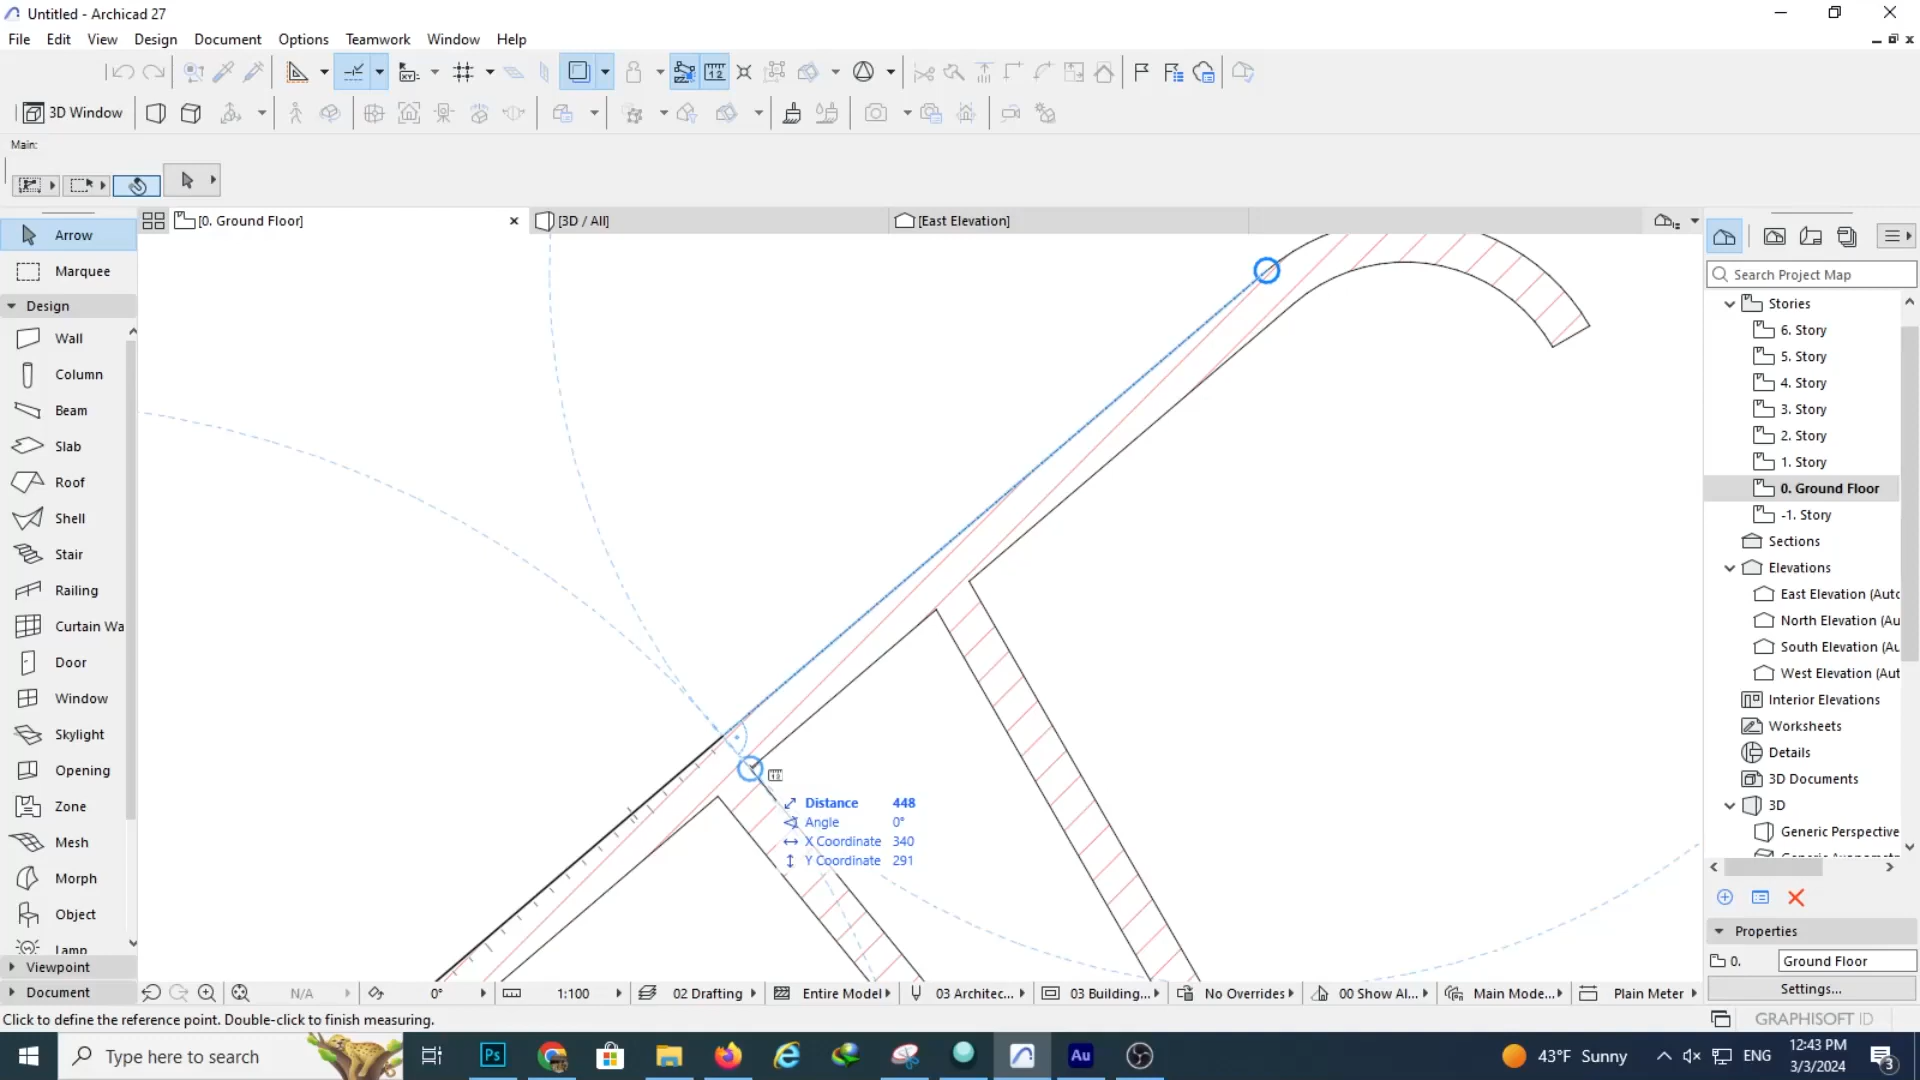 Untitled - Archicad 27
File Edit View Design Document Options Teamwork Window Help
3D Window
Main:
[0. Ground Floor]
[3D / All]
[East Elevation]
Arrow
Marquee
Design
Wall
Column
Beam
Slab
Roof
Shell
Stair
Railing
Curtain Wa
Door
Window
Skylight
Opening
Zone
Mesh
Morph
Object
Lamp
Viewpoint
Document
Distance 448
Angle 0°
X Coordinate 340
Y Coordinate 291
Search Project Map
Stories
6. Story
5. Story
4. Story
3. Story
2. Story
1. Story
0. Ground Floor
-1. Story
Sections
Elevations
East Elevation (Auto
North Elevation (Au
South Elevation (Au
West Elevation (Aut
Interior Elevations
Worksheets
Details
3D Documents
3D
Generic Perspective
Generic Axonometri
Properties
0. Ground Floor
Settings...
N/A 0° 1:100 02 Drafting Entire Model 03 Architec... 03 Building... No Overrides 00 Show Al... Main Mode... Plain Meter
Click to define the reference point. Double-click to finish measuring.
GRAPHISOFT ID
Type here to search
Ps
Au
43°F Sunny
ENG
12:43 PM
3/3/2024
3